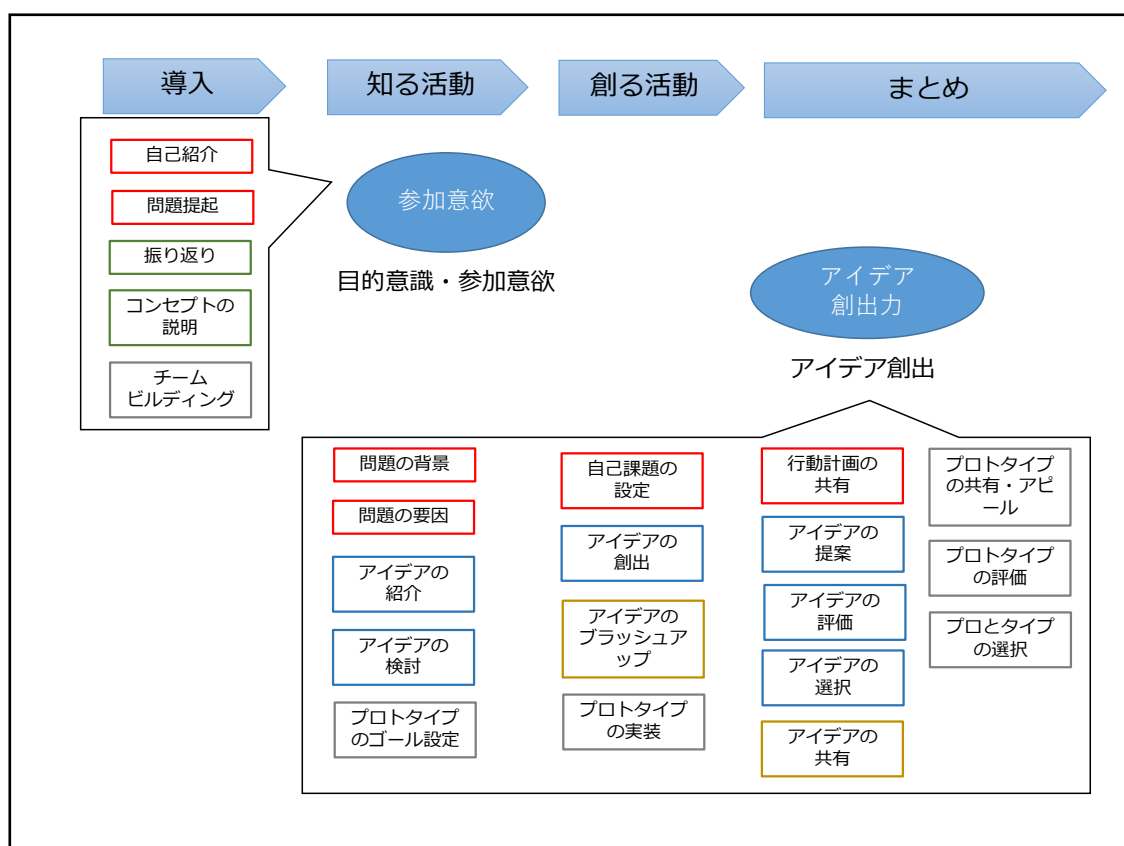 導入
知る活動
創る活動
まとめ
自己紹介
問題提起
振り返り
コンセプトの
説明
チーム
ビルディング
参加意欲
目的意識・参加意欲
アイデア
創出力
アイデア創出
問題の背景
問題の要因
アイデアの
紹介
アイデアの
検討
プロトタイプ
のゴール設定
自己課題の
設定
アイデアの
創出
アイデアの
ブラッシュア
ップ
プロトタイプ
の実装
行動計画の
共有
アイデアの
提案
アイデアの
評価
アイデアの
選択
アイデアの
共有
プロトタイプ
の共有・アピ
ール
プロトタイプ
の評価
プロとタイプ
の選択